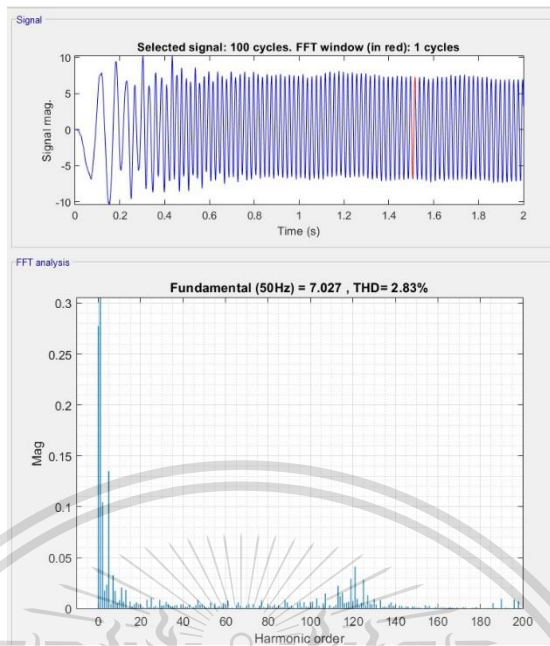 Signal
Selected signal: 100 cycles. FFT window (in red): 1 cycles
10
5
0
-5
-10
Signal mag.
0 0.2 0.4 0.6 0.8 1 1.2 1.4 1.6 1.8 2
Time (s)
FFT analysis
Fundamental (50Hz) = 7.027 , THD= 2.83%
0.3
0.25
0.2
0.15
0.1
0.05
0
Mag
0 20 40 60 80 100 120 140 160 180 200
Harmonic order